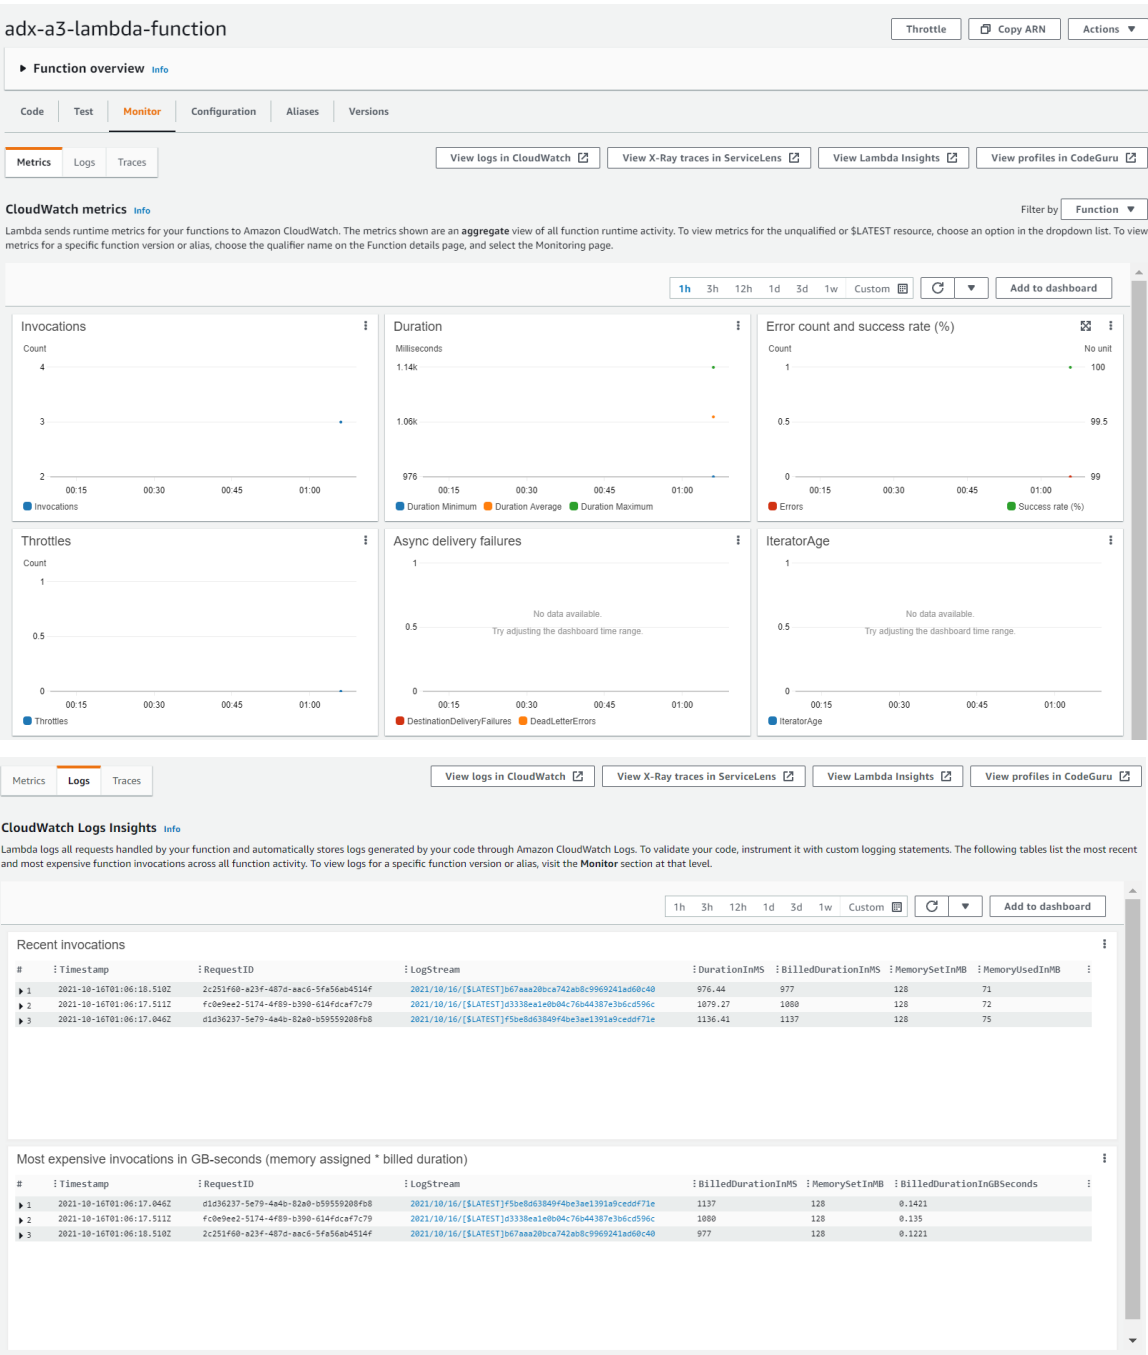 adx-a3-lambda-function
Throttle Copy ARN Actions
Function overview Info
Code Test Monitor Configuration Aliases Versions
Metrics Logs Traces
View logs in CloudWatch View X-Ray traces in ServiceLens View Lambda Insights View profiles in CodeGuru
CloudWatch metrics Info
Filter by Function
Lambda sends runtime metrics for your functions to Amazon CloudWatch. The metrics shown are an aggregate view of all function runtime activity. To view metrics for the unqualified or $LATEST resource, choose an option in the dropdown list. To view
metrics for a specific function version or alias, choose the qualifier name on the Function details page, and select the Monitoring page.
1h 3h 12h 1d 3d 1w Custom Add to dashboard
Invocations
Count
4
3
2
00:15 00:30 00:45 01:00
Invocations
Duration
Milliseconds
1.14k
1.06k
976
00:15 00:30 00:45 01:00
Duration Minimum Duration Average Duration Maximum
Error count and success rate (%)
Count No unit
1 100
0.5 99.5
0 99
00:15 00:30 00:45 01:00
Errors Success rate (%)
Throttles
Count
1
0.5
0
00:15 00:30 00:45 01:00
Throttles
Async delivery failures
1
No data available.
0.5 Try adjusting the dashboard time range.
0
00:15 00:30 00:45 01:00
DestinationDeliveryFailures DeadLetterErrors
IteratorAge
1
No data available.
0.5 Try adjusting the dashboard time range.
0
00:15 00:30 00:45 01:00
IteratorAge
Metrics Logs Traces
View logs in CloudWatch View X-Ray traces in ServiceLens View Lambda Insights View profiles in CodeGuru
CloudWatch Logs Insights Info
Lambda logs all requests handled by your function and automatically stores logs generated by your code through Amazon CloudWatch Logs. To validate your code, instrument it with custom logging statements. The following tables list the most recent
and most expensive function invocations across all function activity. To view logs for a specific function version or alias, visit the Monitor section at that level.
1h 3h 12h 1d 3d 1w Custom Add to dashboard
Recent invocations
# Timestamp RequestID LogStream DurationInMS BilledDurationInMS MemorySetInMB MemoryUsedInMB
1 2021-10-16T01:06:18.510Z 2c251f60-a23f-487d-aac6-5fa56ab4514f 2021/10/16/[$LATEST]b67aaa20bca742ab8c9969241ad60c40 976.44 977 128 71
2 2021-10-16T01:06:17.511Z fc0e9ee2-5174-4f89-b390-614fdcaf7c79 2021/10/16/[$LATEST]d3338ea1e0b04c76b44387e3b6cd596c 1079.27 1080 128 72
3 2021-10-16T01:06:17.046Z d1d36237-5e79-4a4b-82a0-b59559208fb8 2021/10/16/[$LATEST]f5be8d63849f4be3ae1391a9ceddf71e 1136.41 1137 128 75
Most expensive invocations in GB-seconds (memory assigned * billed duration)
# Timestamp RequestID LogStream BilledDurationInMS MemorySetInMB BilledDurationInGBSeconds
1 2021-10-16T01:06:17.046Z d1d36237-5e79-4a4b-82a0-b59559208fb8 2021/10/16/[$LATEST]f5be8d63849f4be3ae1391a9ceddf71e 1137 128 0.1421
2 2021-10-16T01:06:17.511Z fc0e9ee2-5174-4f89-b390-614fdcaf7c79 2021/10/16/[$LATEST]d3338ea1e0b04c76b44387e3b6cd596c 1080 128 0.135
3 2021-10-16T01:06:18.510Z 2c251f60-a23f-487d-aac6-5fa56ab4514f 2021/10/16/[$LATEST]b67aaa20bca742ab8c9969241ad60c40 977 128 0.1221